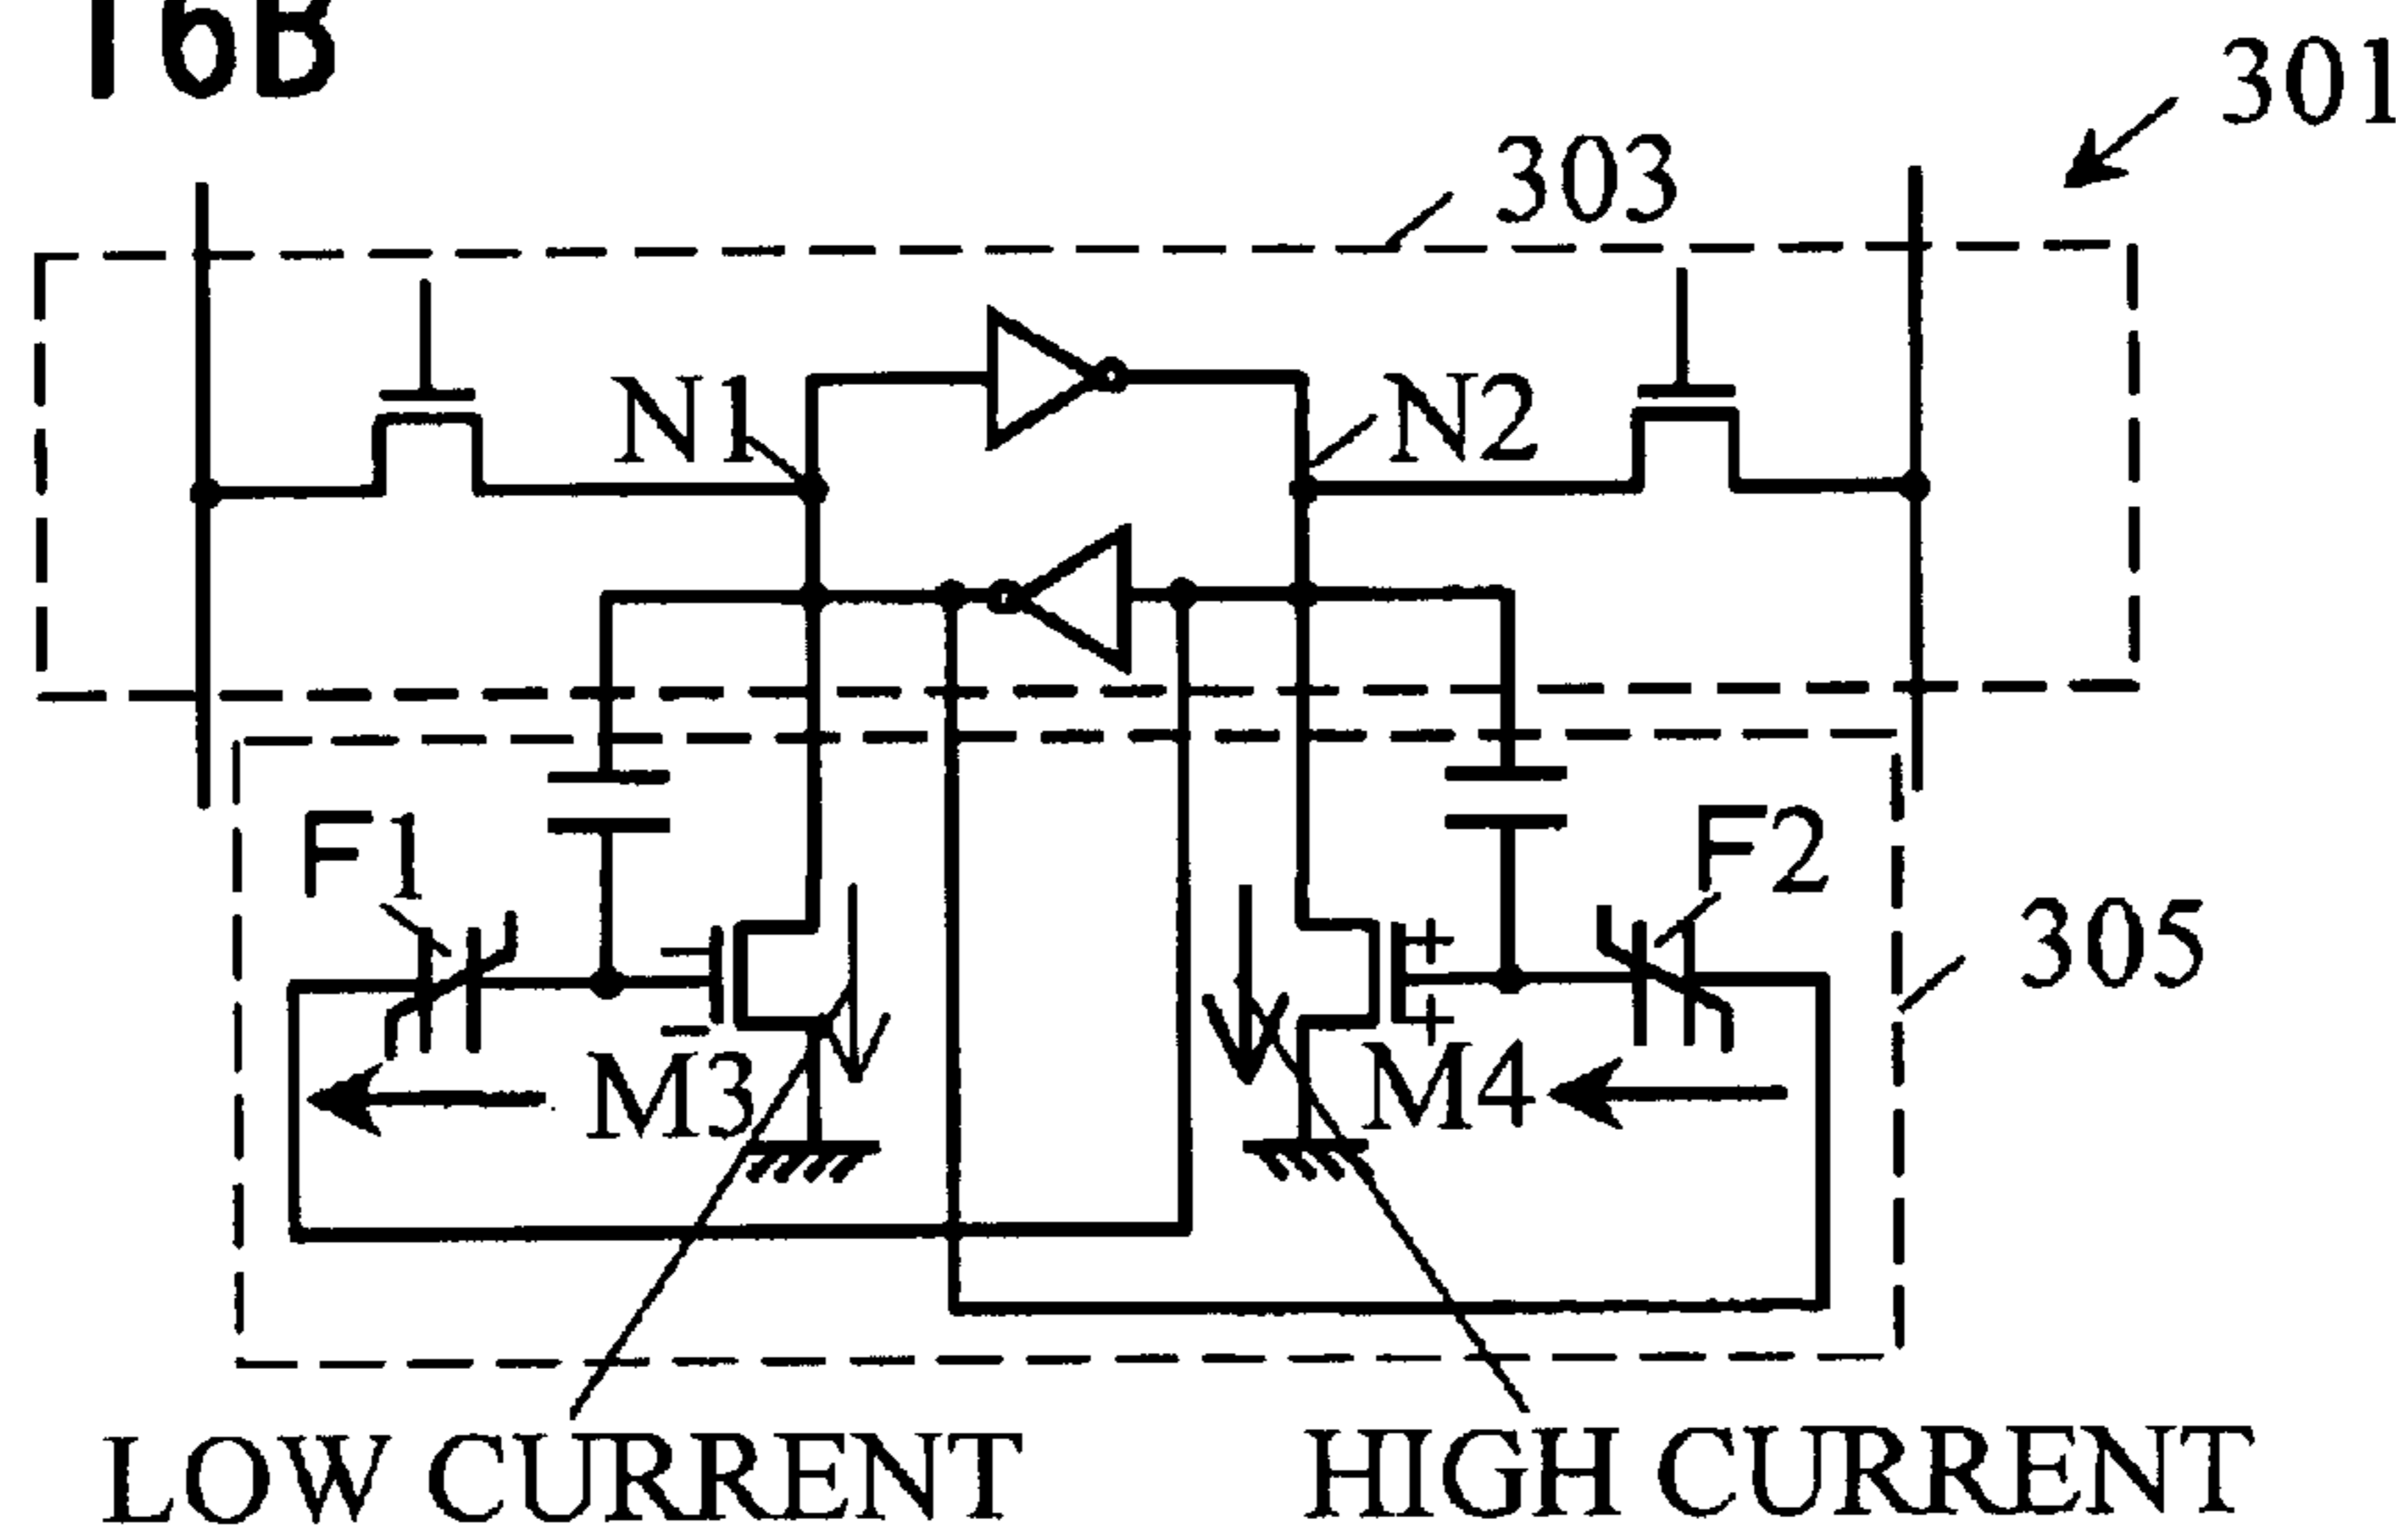 16B
301
303
N1
N2
F1
F2
305
M3
M4
LOW CURRENT
HIGH CURRENT